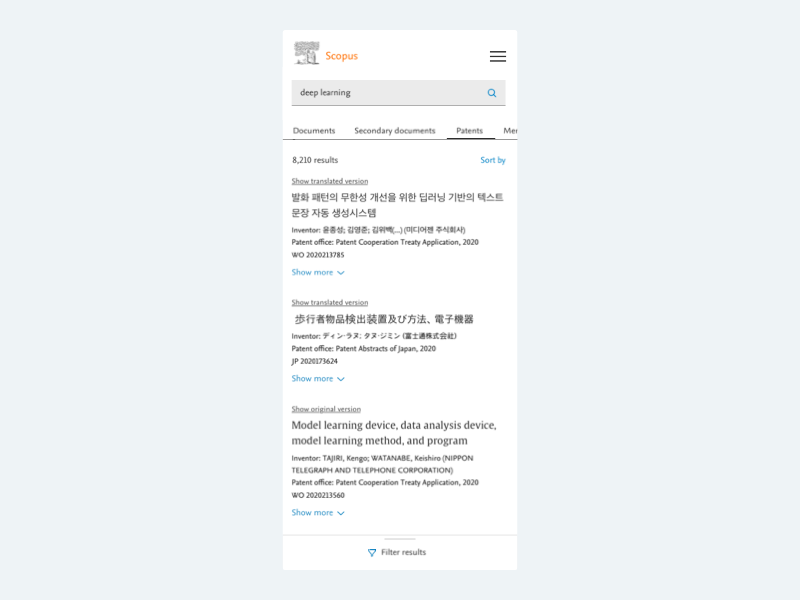 Scopus
deep learning
Documents Secondary documents Patents Mer
8,210 results Sort by
Show translated version
발화 패턴의 무한성 개선을 위한 딥러닝 기반의 텍스트
문장 자동 생성시스템
Inventor: 윤종성; 김영준; 김위백(...) (미디어젠 주식회사)
Patent office: Patent Cooperation Treaty Application, 2020
WO 2020213785
Show more
Show translated version
歩行者物品検出装置及び方法、電子機器
Inventor: ディン・ラヌ; タヌ・ジミン (富士通株式会社)
Patent office: Patent Abstracts of Japan, 2020
JP 2020173624
Show more
Show original version
Model learning device, data analysis device,
model learning method, and program
Inventor: TAJIRI, Kengo; WATANABE, Keishiro (NIPPON
TELEGRAPH AND TELEPHONE CORPORATION)
Patent office: Patent Cooperation Treaty Application, 2020
WO 2020213560
Show more
Filter results